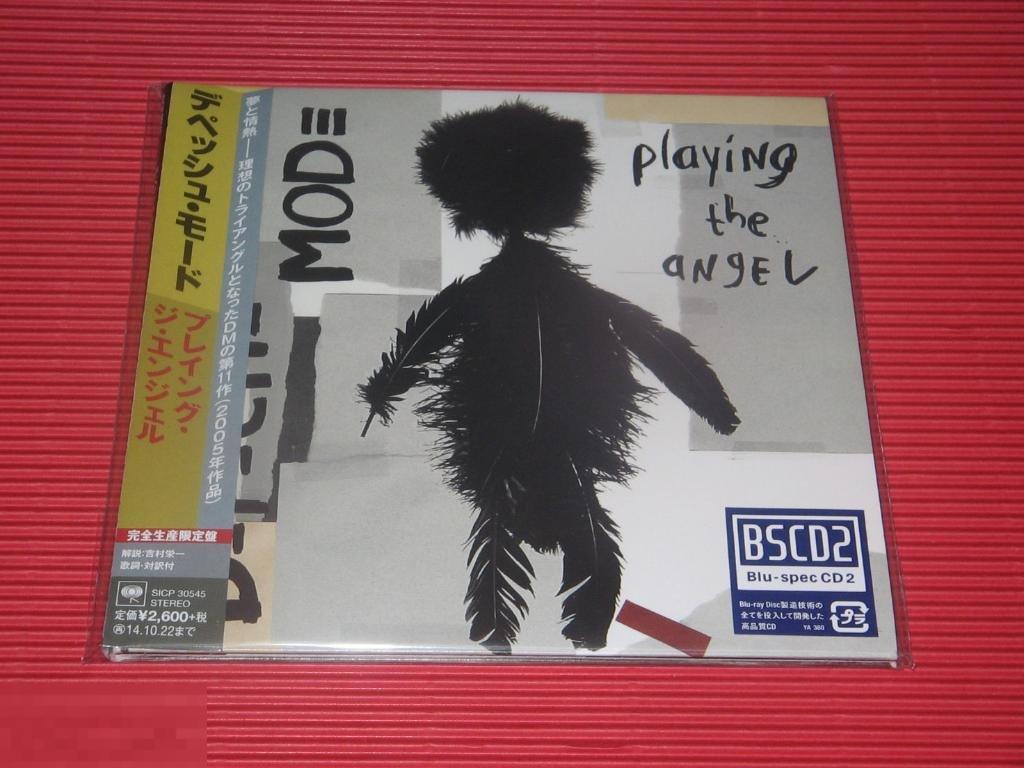 デペッシュ・モード
プレイング・
ジ・エンジェル
夢と情熱──理想のトライアングルとなったDMの第11作(2005年作品)
完全生産限定盤
解説:吉村栄一
歌詞・対訳付
SICP 30545
STEREO
定価¥2,600+税
再14.10.22まで
MODE
playing
the
angel
BSCD2
Blu-spec CD2
Blu-ray Disc製造技術の
全てを投入して開発した
高品質CD
YA 380
プラ